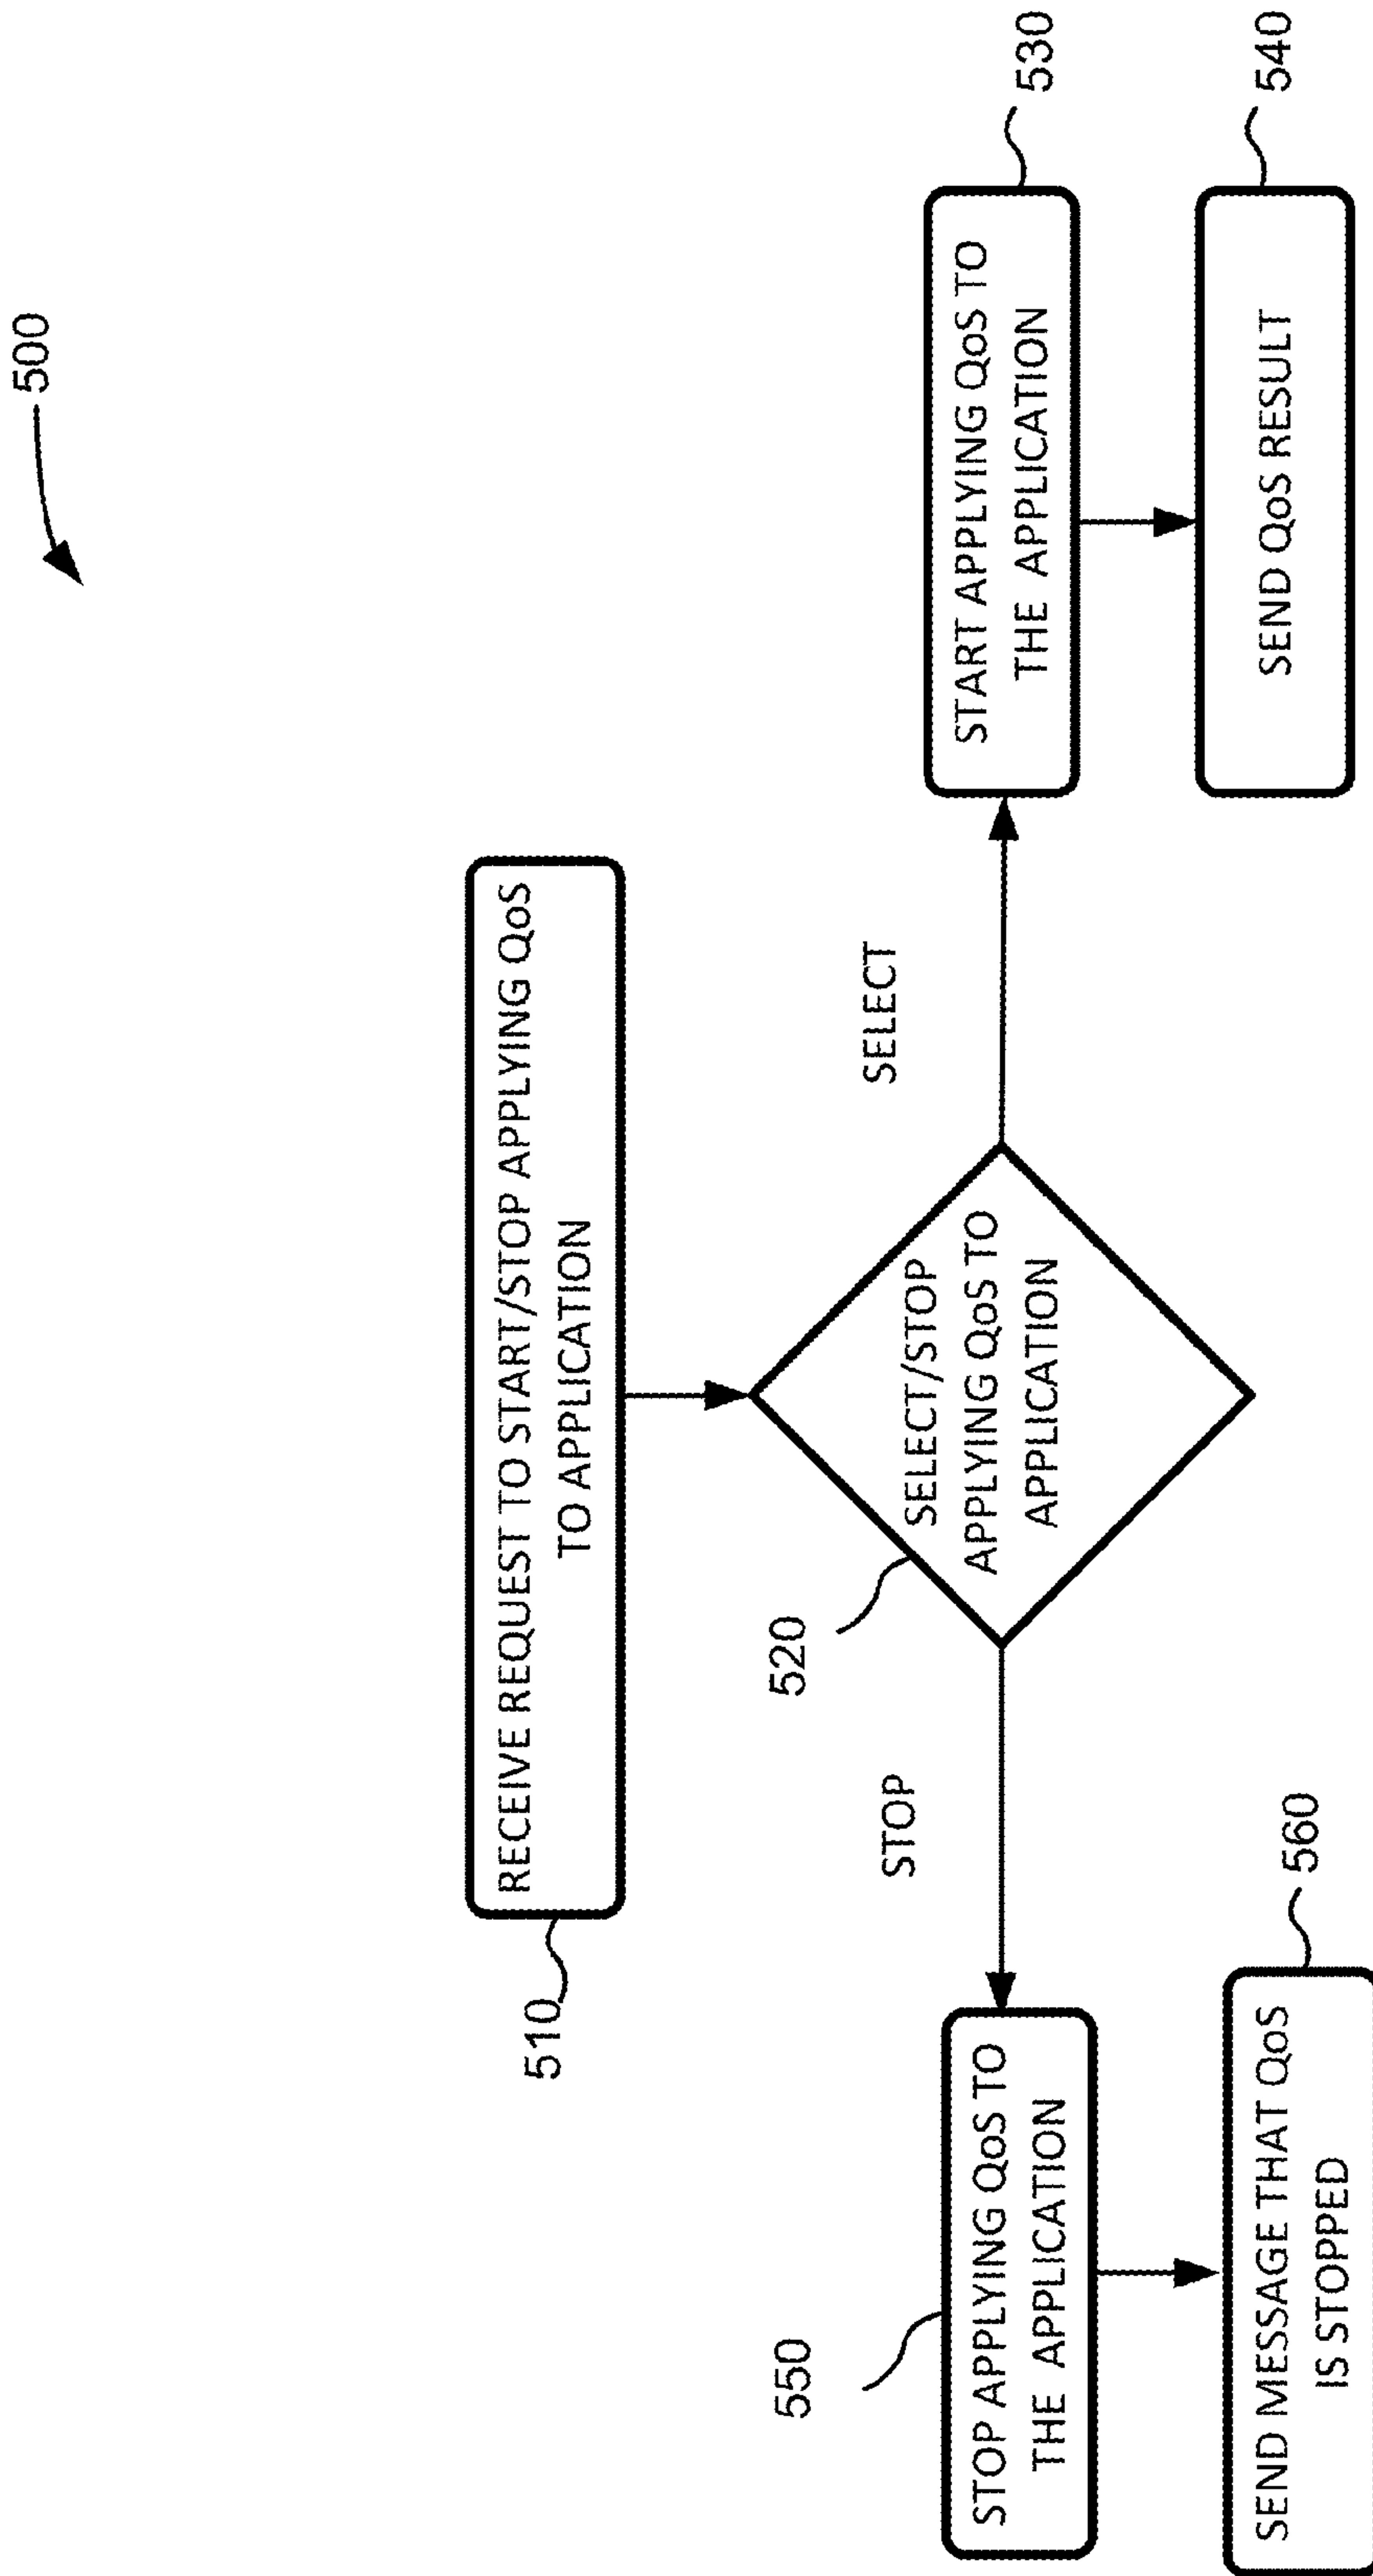 500
RECEIVE REQUEST TO START/STOP APPLYING QoS
TO APPLICATION
510
520
SELECT/STOP
APPLYING QoS TO
APPLICATION
STOP
SELECT
550
STOP APPLYING QoS TO
THE APPLICATION
SEND MESSAGE THAT QoS
IS STOPPED
560
START APPLYING QoS TO
THE APPLICATION
530
SEND QoS RESULT
540